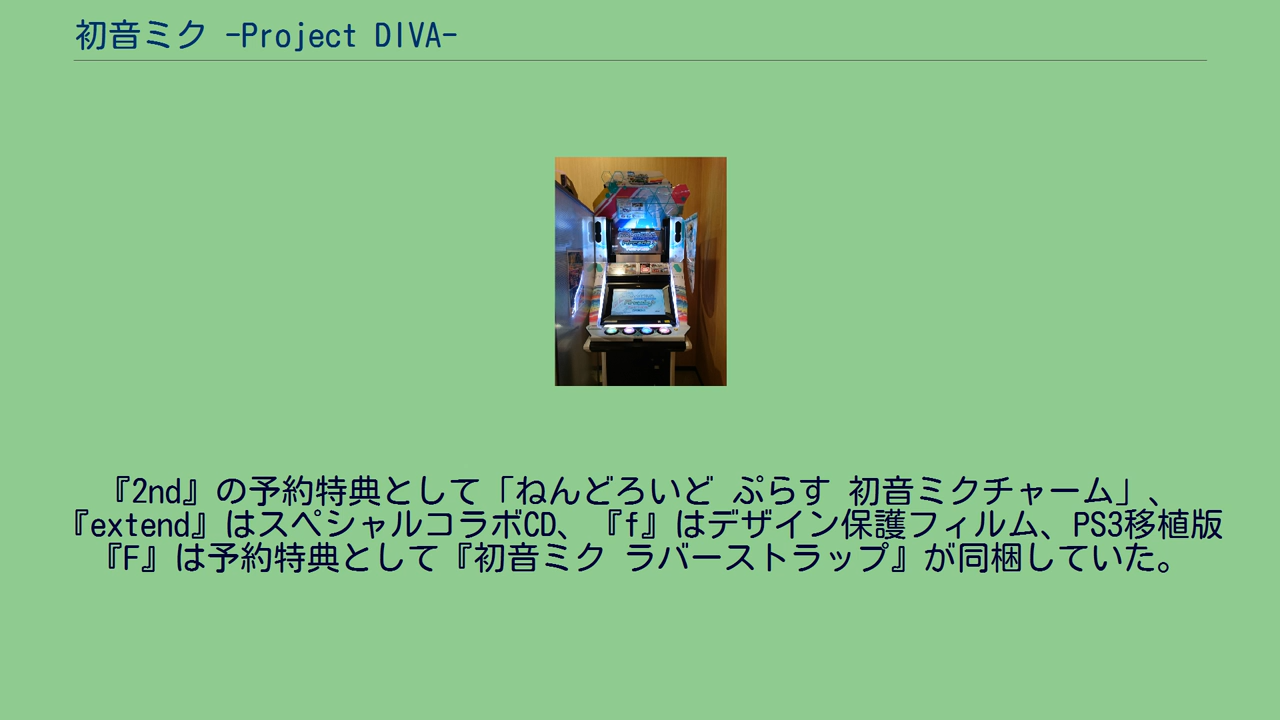 初音ミク -Project DIVA-
『2nd』の予約特典として「ねんどろいど ぷらす 初音ミクチャーム」、
『extend』はスペシャルコラボCD、『f』はデザイン保護フィルム、PS3移植版
『F』は予約特典として『初音ミク ラバーストラップ』が同梱していた。